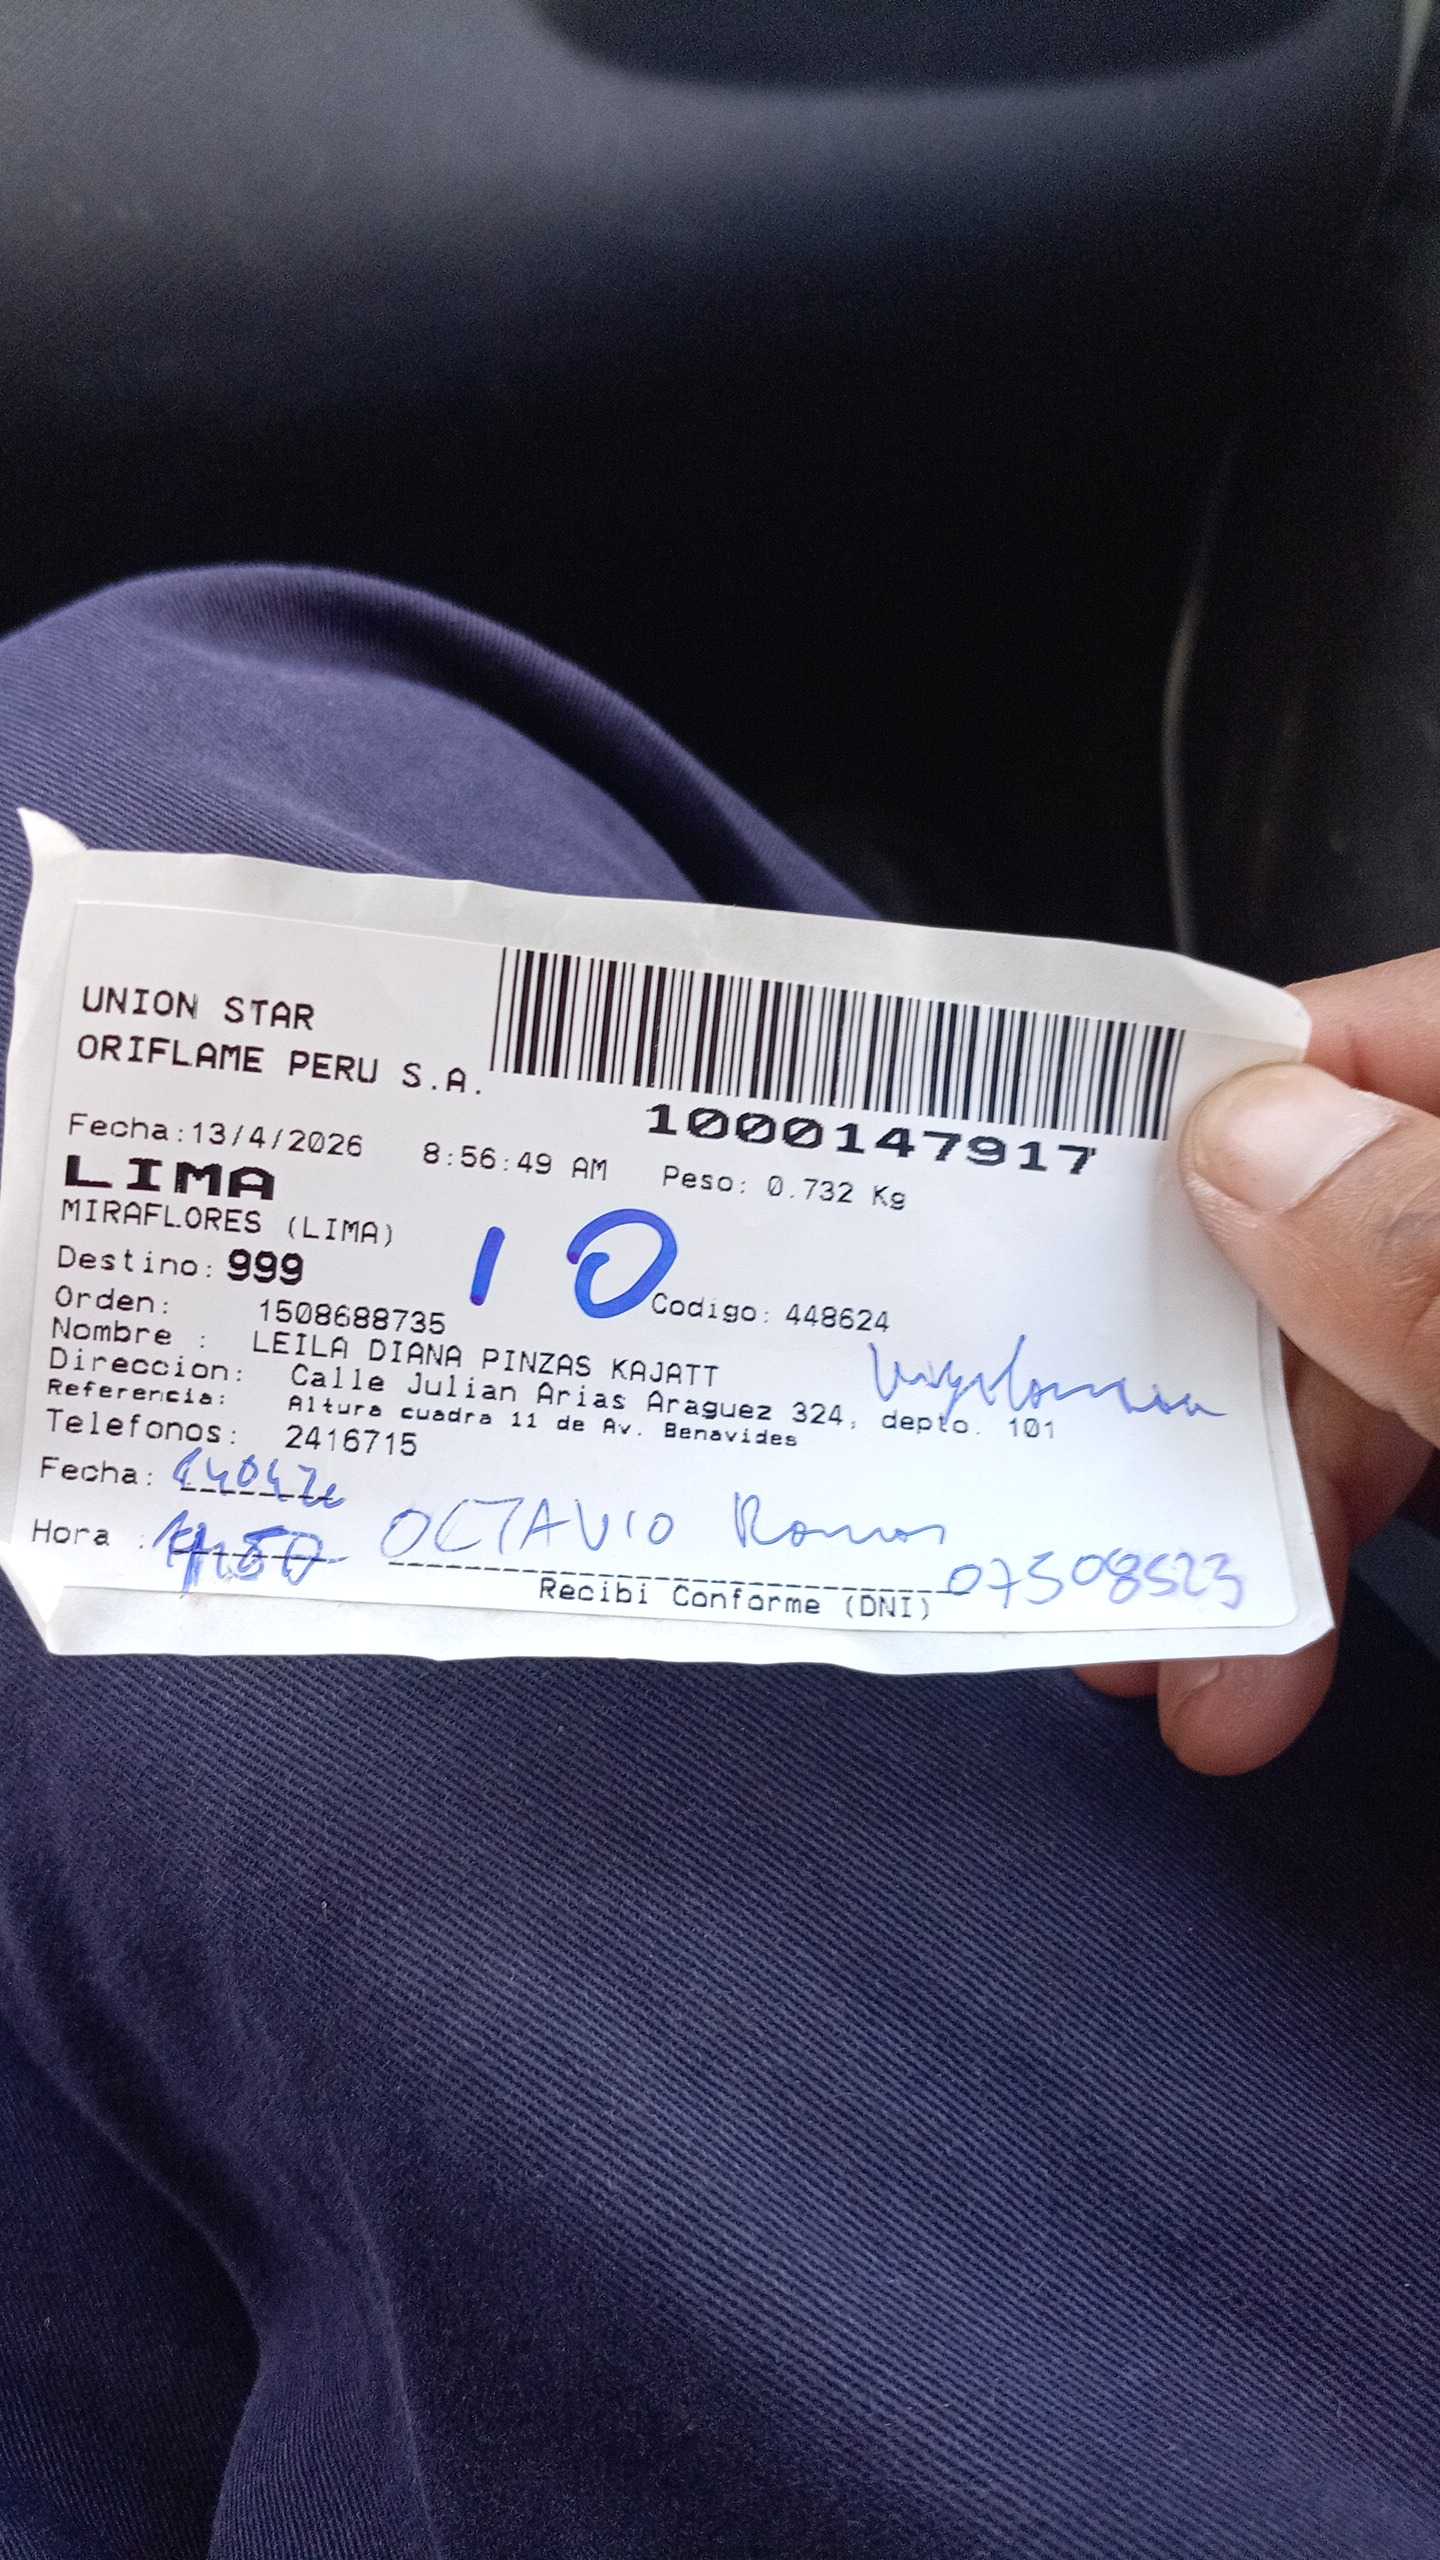 UNION STAR
ORIFLAME PERU S.A.
1000147917
Fecha:13/4/2026 8:56:49 AM Peso: 0.732 Kg
LIMA
MIRAFLORES (LIMA)
10
Destino: 999
Orden: 1508688735 Codigo: 448624
Nombre : LEILA DIANA PINZAS KAJATT
Direccion: Calle Julian Arias Araguez 324, depto. 101
Referencia: Altura cuadra 11 de Av. Benavides
Telefonos: 2416715
Fecha:
Hora : OCTAVIO Ramos
07508523
Recibi Conforme (DNI)